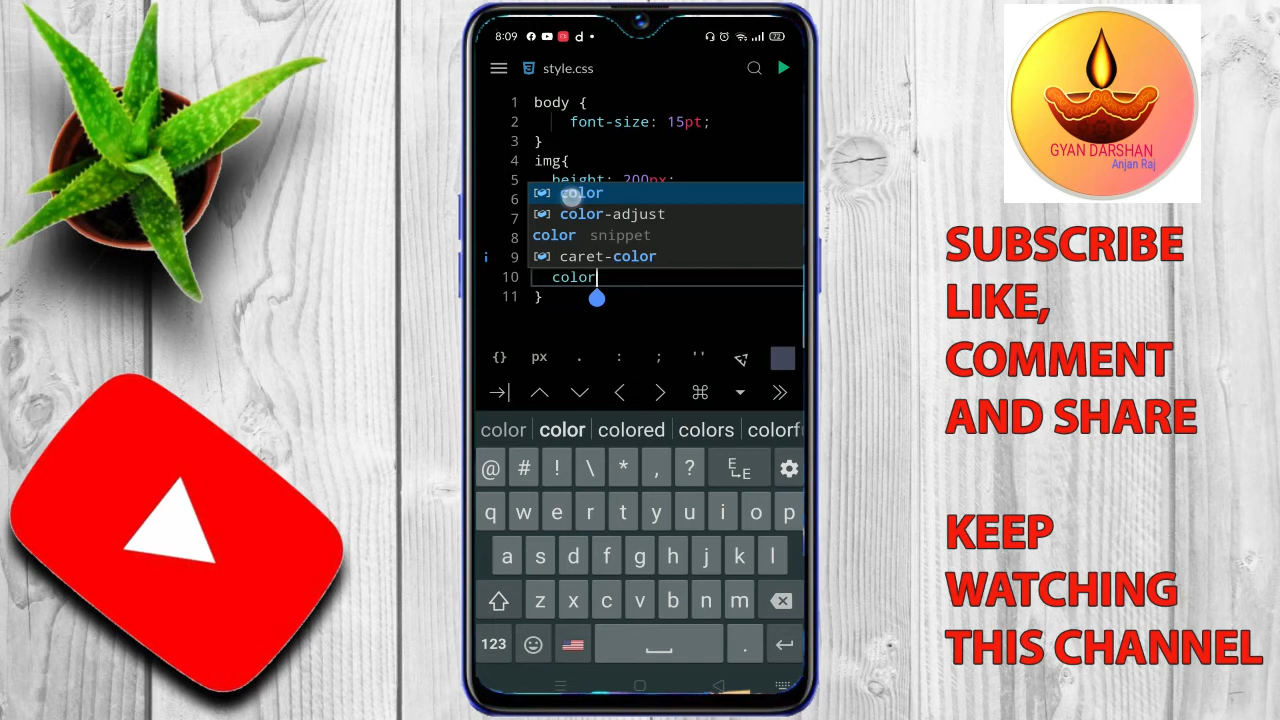 8:09
72
style.css
1 body {
2 font-size: 15pt;
3 }
4 img{
5 height: 200px;
6 color
7 color-adjust
8 color snippet
9 caret-color
10 color
11 }
{} px . : ; ''
color color colored colors colorf
@ # ! \ * , ? E E
q w e r t y u i o p
a s d f g h j k l
z x c v b n m
123 .
GYAN DARSHAN
Anjan Raj
SUBSCRIBE
LIKE,
COMMENT
AND SHARE
KEEP
WATCHING
THIS CHANNEL